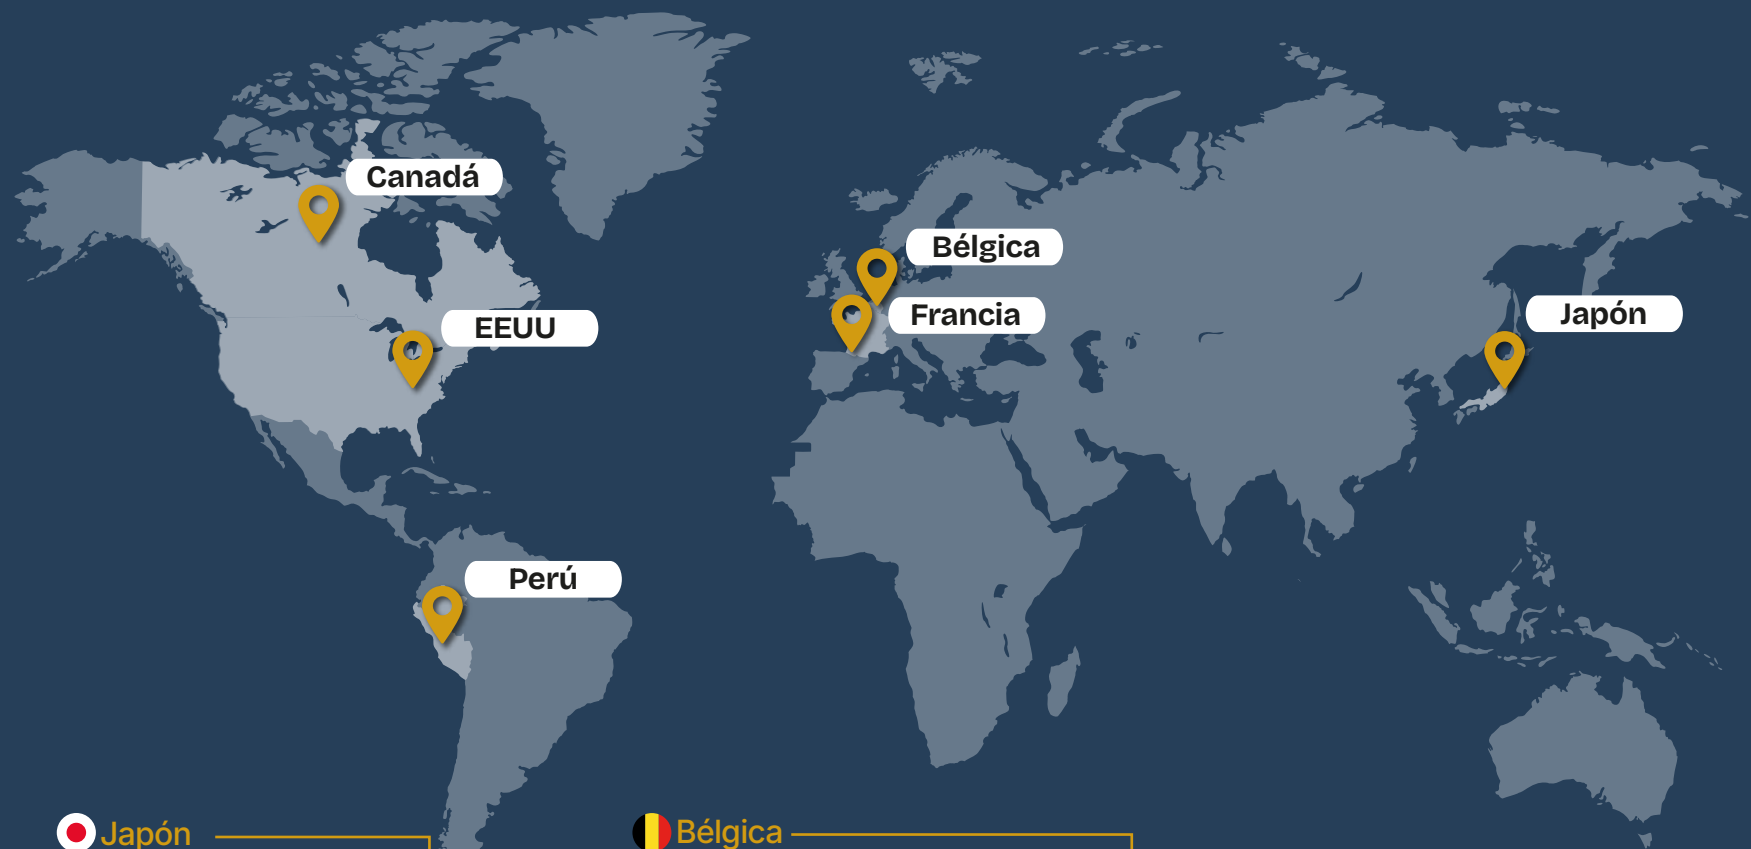 Canadá
Bélgica
Francia
Japón
EEUU
Perú
Japón
Bélgica